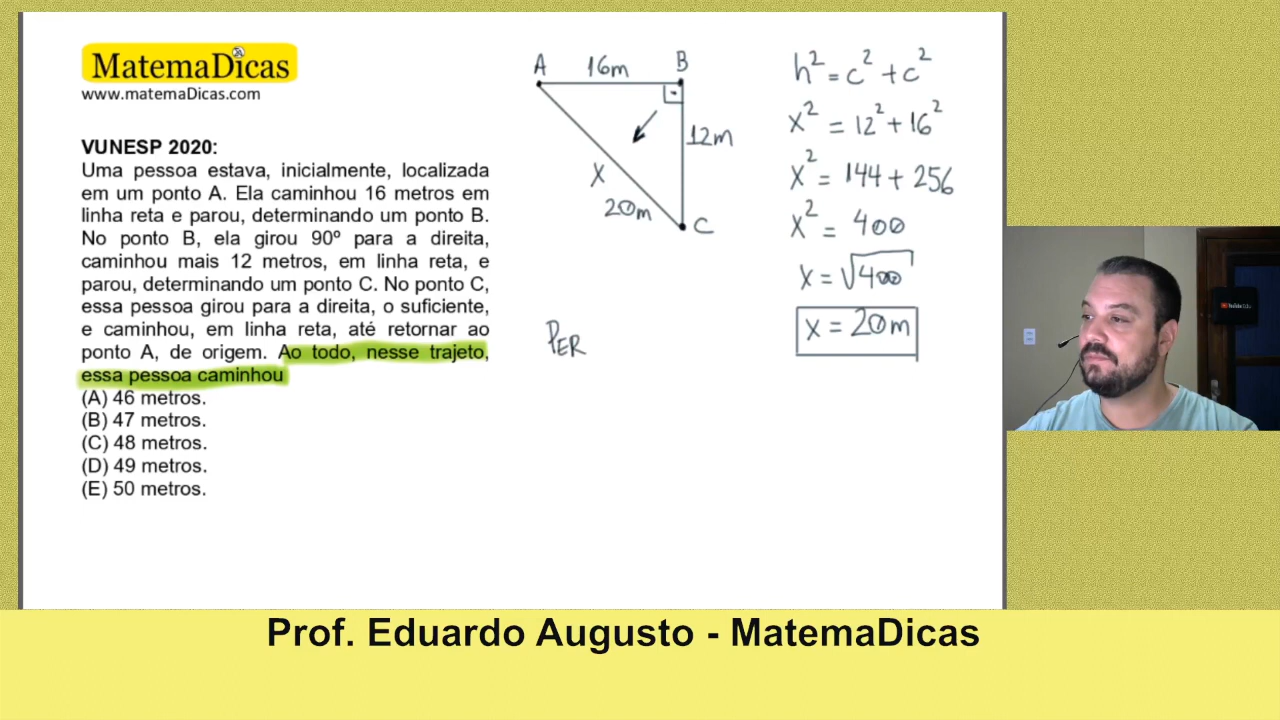 MatemaDicas
www.matemaDicas.com
VUNESP 2020:
Uma pessoa estava, inicialmente, localizada
em um ponto A. Ela caminhou 16 metros em
linha reta e parou, determinando um ponto B.
No ponto B, ela girou 90º para a direita,
caminhou mais 12 metros, em linha reta, e
parou, determinando um ponto C. No ponto C,
essa pessoa girou para a direita, o suficiente,
e caminhou, em linha reta, até retornar ao
ponto A, de origem. Ao todo, nesse trajeto,
essa pessoa caminhou
(A) 46 metros.
(B) 47 metros.
(C) 48 metros.
(D) 49 metros.
(E) 50 metros.
A 16m B
12m
X
20m
C
PER
h² = c² + c²
x² = 12² + 16²
x² = 144 + 256
x² = 400
x = √400
x = 20m
Prof. Eduardo Augusto - MatemaDicas